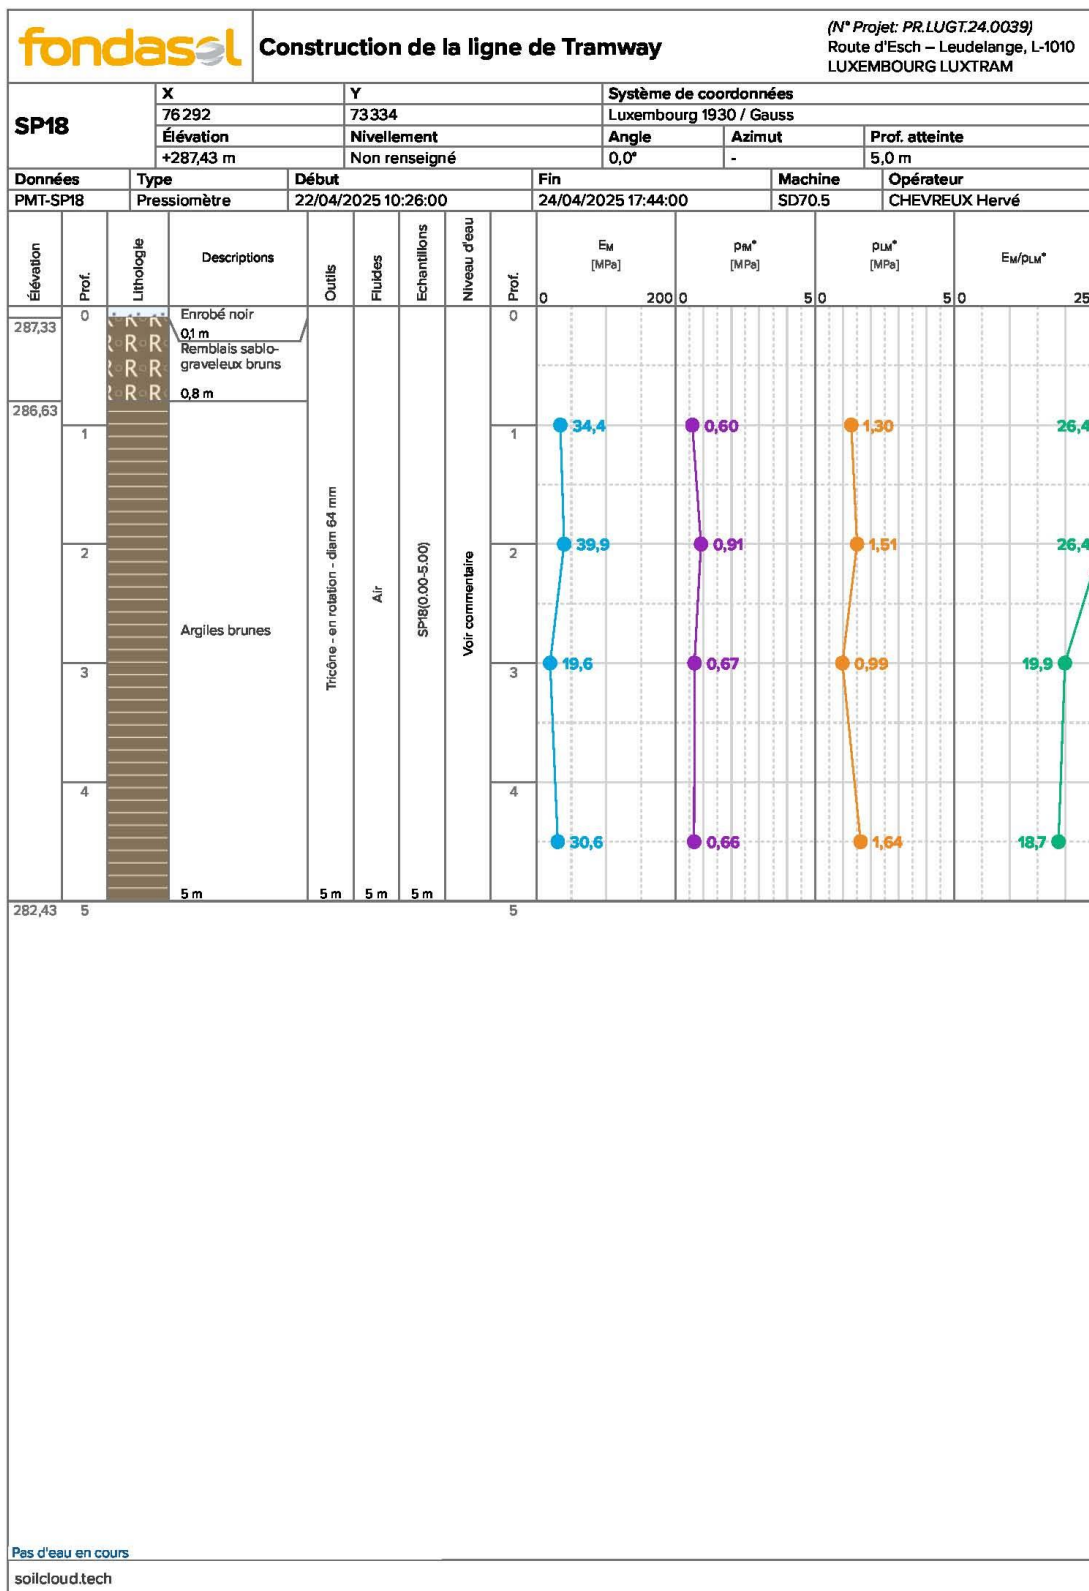 fondasol
Construction de la ligne de Tramway
(N° Projet: PR.LUGT.24.0039)
Route d'Esch – Leudelange, L-1010
LUXEMBOURG LUXTRAM
SP18
X
Y
Système de coordonnées
76 292
73 334
Luxembourg 1930 / Gauss
Élévation
Nivellement
Angle
Azimut
Prof. atteinte
+287,43 m
Non renseigné
0,0°
-
5,0 m
Données
Type
Début
Fin
Machine
Opérateur
PMT-SP18
Pressiomètre
22/04/2025 10:26:00
24/04/2025 17:44:00
SD70.5
CHEVREUX Hervé
Élévation
Prof.
Lithologie
Descriptions
Outils
Fluides
Echantillons
Niveau d'eau
Prof.
EM
[MPa]
0 200
pfM*
[MPa]
0 5
pLM*
[MPa]
0 5
EM/pLM*
0 25
287,33
286,63
282,43
0
1
2
3
4
5
R R R
R R R
R R R
R R R
Enrobé noir
0,1 m
Remblais sablo-
graveleux bruns
0,8 m
Argiles brunes
5 m
Tricône - en rotation - diam 64 mm
5 m
Air
5 m
SP18(0.00-5.00)
5 m
Voir commentaire
0
1
2
3
4
5
34,4 0,60 1,30 26,4
39,9 0,91 1,51 26,4
19,6 0,67 0,99 19,9
30,6 0,66 1,64 18,7
Pas d'eau en cours
soilcloud.tech